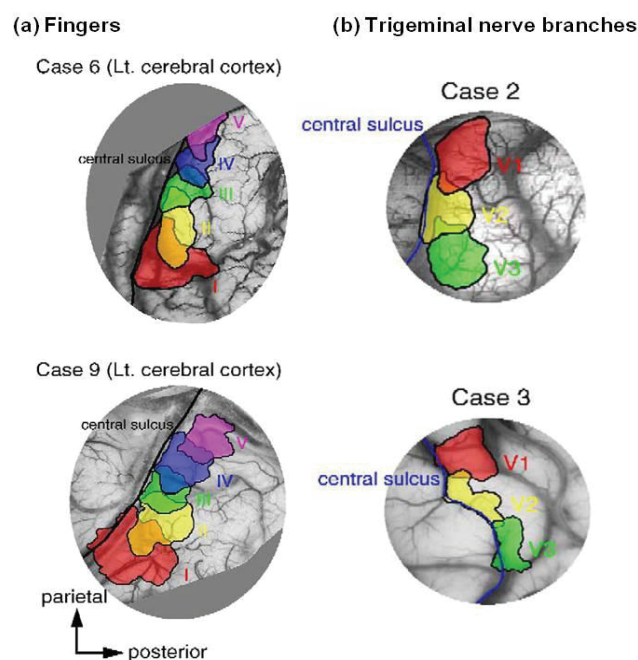 (a) Fingers
Case 6 (Lt. cerebral cortex)
central sulcus
V
IV
III
II
I
Case 9 (Lt. cerebral cortex)
central sulcus
V
IV
III
II
I
parietal
posterior
(b) Trigeminal nerve branches
Case 2
central sulcus
V1
V2
V3
Case 3
central sulcus
V1
V2
V3